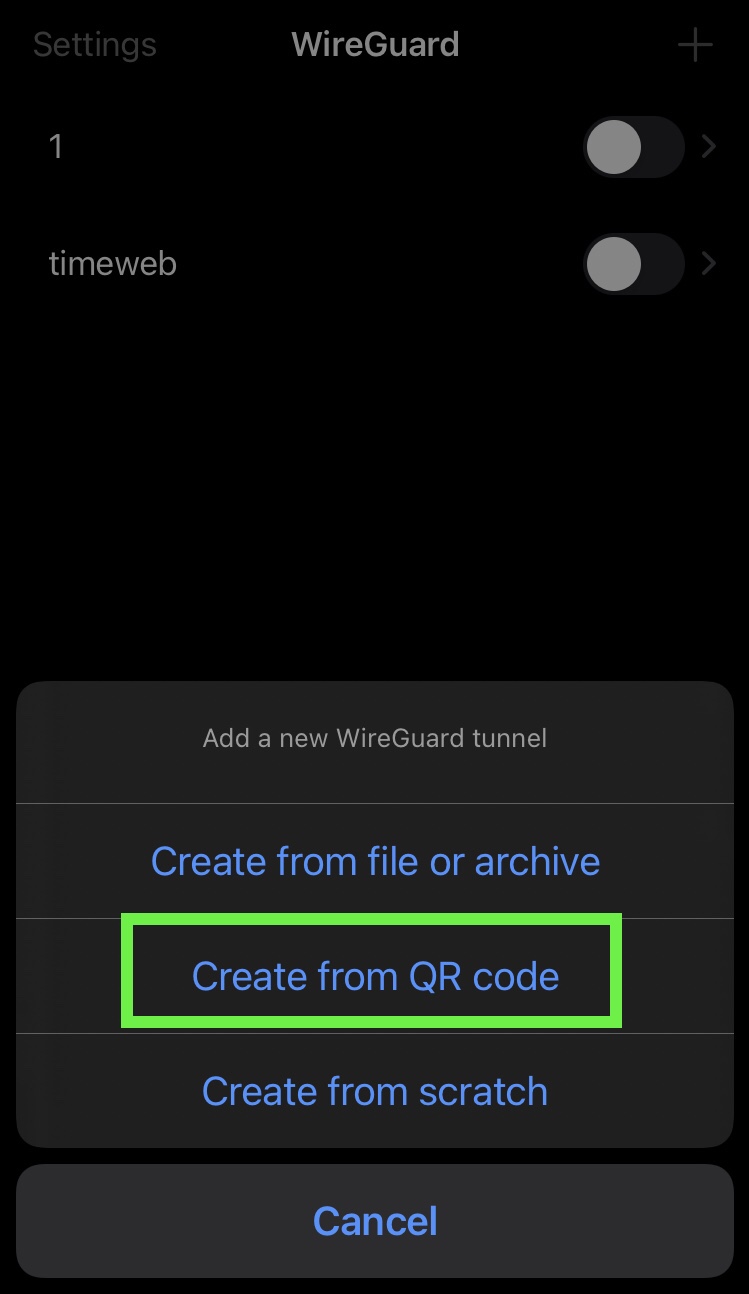 Settings WireGuard
1
timeweb
Add a new WireGuard tunnel
Create from file or archive
Create from QR code
Create from scratch
Cancel